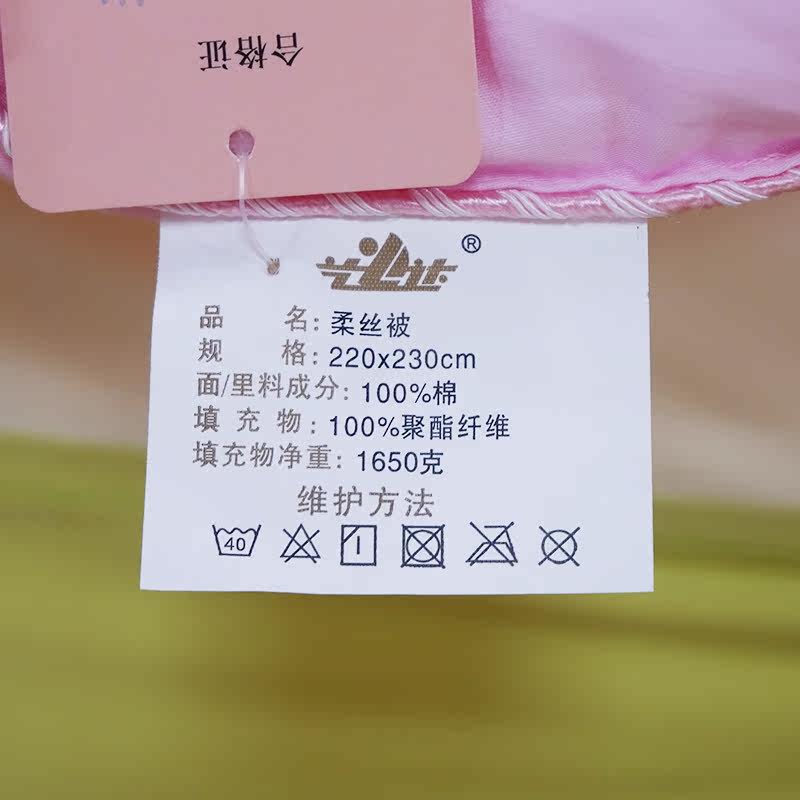 合格证
艺达®
品 名: 柔丝被
规 格: 220x230cm
面/里料成分: 100%棉
填 充 物: 100%聚酯纤维
填充物净重: 1650克
维护方法
40